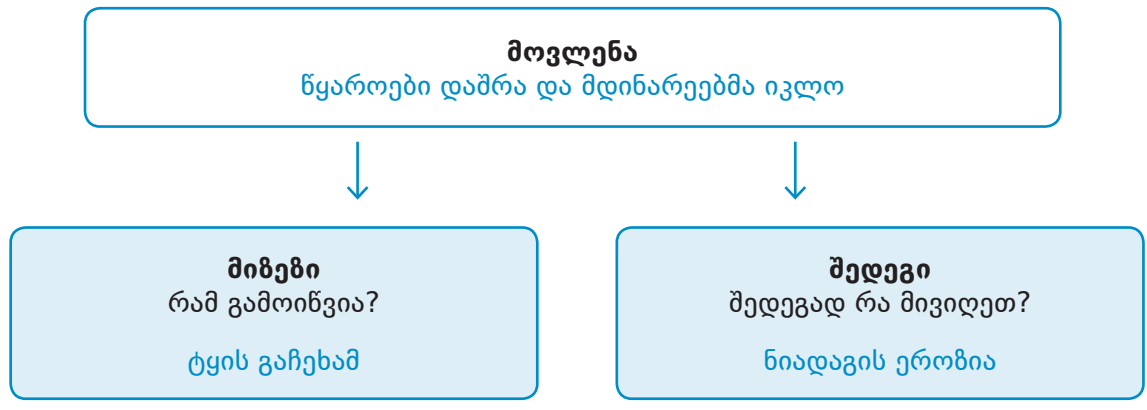 მოვლენა
წყაროები დაშრა და მდინარეებმა იკლო
მიზეზი
რამ გამოიწვია?
ტყის გაჩეხამ
შედეგი
შედეგად რა მივიღეთ?
ნიადაგის ეროზია